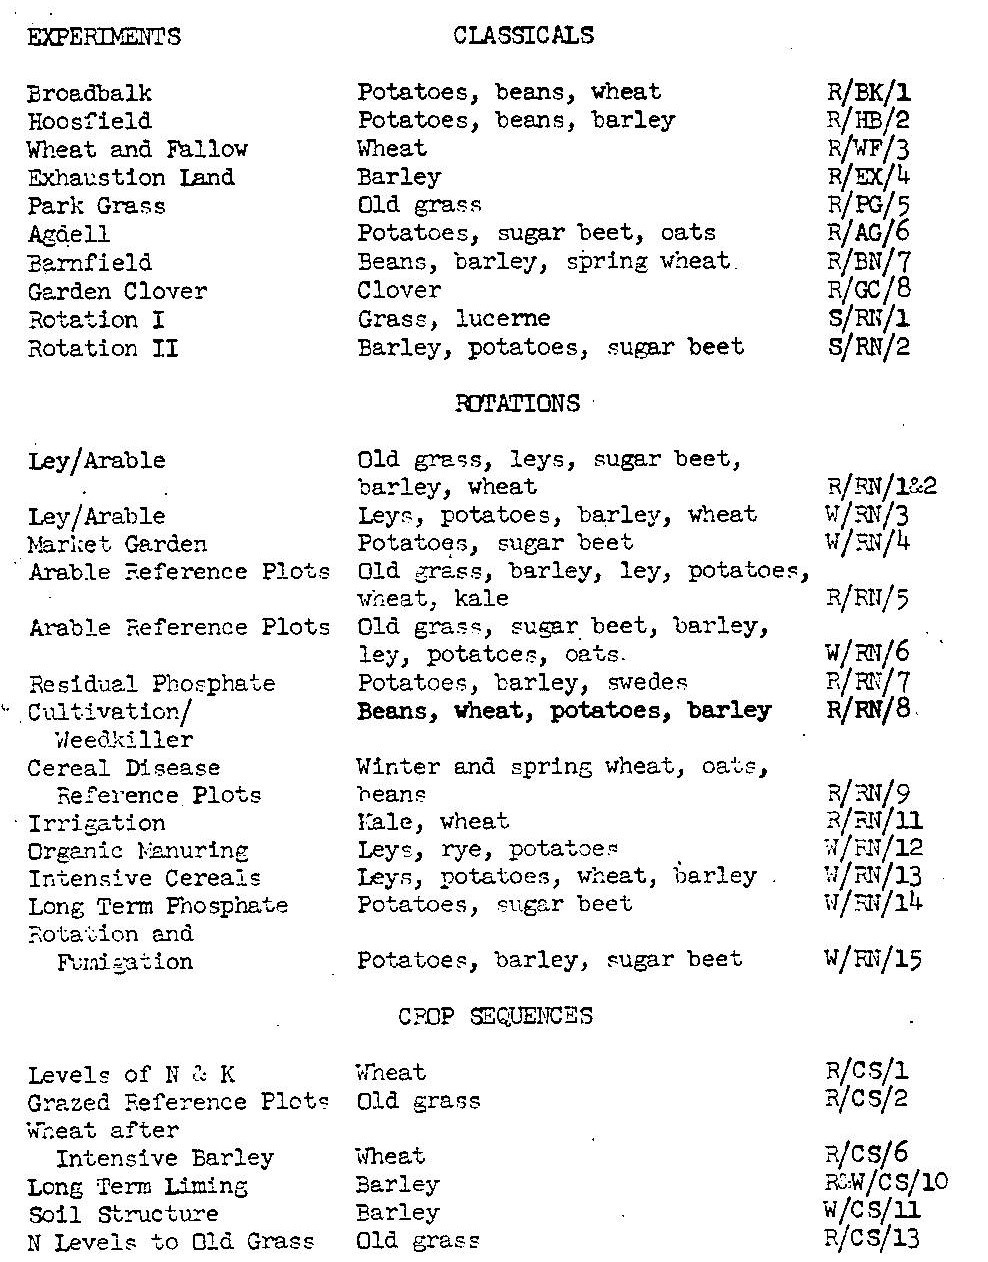 EXPERIMENTS CLASSICALS
Broadbalk Potatoes, beans, wheat R/BK/1
Hoosfield Potatoes, beans, barley R/HB/2
Wheat and Fallow Wheat R/WF/3
Exhaustion Land Barley R/EX/4
Park Grass Old grass R/PG/5
Agdell Potatoes, sugar beet, oats R/AG/6
Barnfield Beans, barley, spring wheat R/BN/7
Garden Clover Clover R/GC/8
Rotation I Grass, lucerne S/RN/1
Rotation II Barley, potatoes, sugar beet S/RN/2
ROTATIONS
Ley/Arable Old grass, leys, sugar beet,
barley, wheat R/RN/1&2
Ley/Arable Leys, potatoes, barley, wheat W/RN/3
Market Garden Potatoes, sugar beet W/RN/4
Arable Reference Plots Old grass, barley, ley, potatoes,
wheat, kale R/RN/5
Arable Reference Plots Old grass, sugar beet, barley,
ley, potatoes, oats. W/RN/6
Residual Phosphate Potatoes, barley, swedes R/RN/7
Cultivation/ Beans, wheat, potatoes, barley R/RN/8
Weedkiller
Cereal Disease Winter and spring wheat, oats,
Reference Plots beans R/RN/9
Irrigation Kale, wheat R/RN/11
Organic Manuring Leys, rye, potatoes W/RN/12
Intensive Cereals Leys, potatoes, wheat, barley W/RN/13
Long Term Phosphate Potatoes, sugar beet W/RN/14
Rotation and
Fumigation Potatoes, barley, sugar beet W/RN/15
CROP SEQUENCES
Levels of N & K Wheat R/CS/1
Grazed Reference Plots Old grass R/CS/2
Wheat after
Intensive Barley Wheat R/CS/6
Long Term Liming Barley R&W/CS/10
Soil Structure Barley W/CS/11
N Levels to Old Grass Old grass R/CS/13